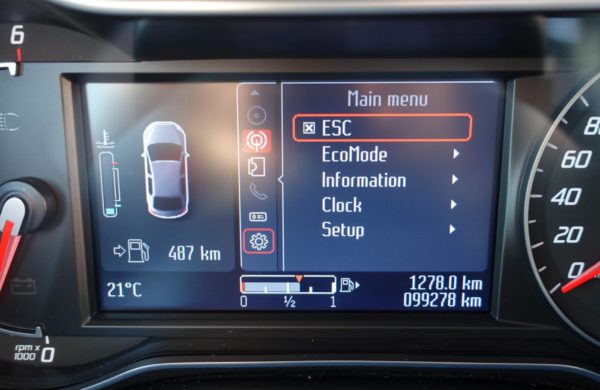 6
Main menu
ESC
EcoMode
Information
Clock
Setup
80
60
40
20
0
487 km
21°C
0 ½ 1
1278.0 km
099278 km
rpm x
1000
0